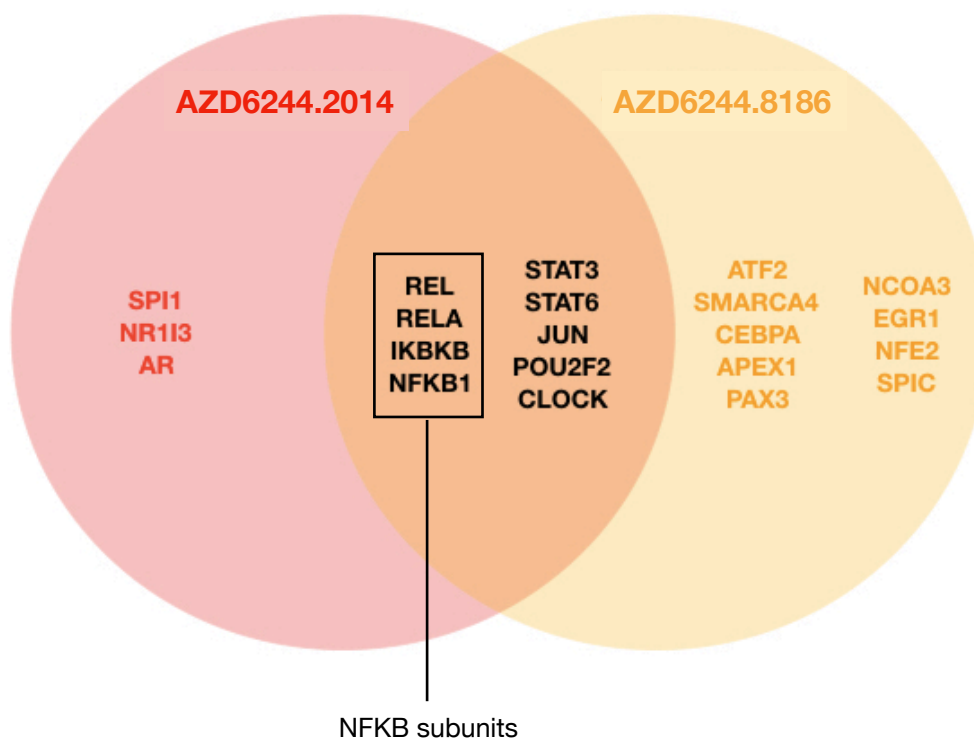 AZD6244.2014
AZD6244.8186
SPI1
NR1I3
AR
REL
RELA
IKBKB
NFKB1
STAT3
STAT6
JUN
POU2F2
CLOCK
ATF2
SMARCA4
CEBPA
APEX1
PAX3
NCOA3
EGR1
NFE2
SPIC
NFKB subunits